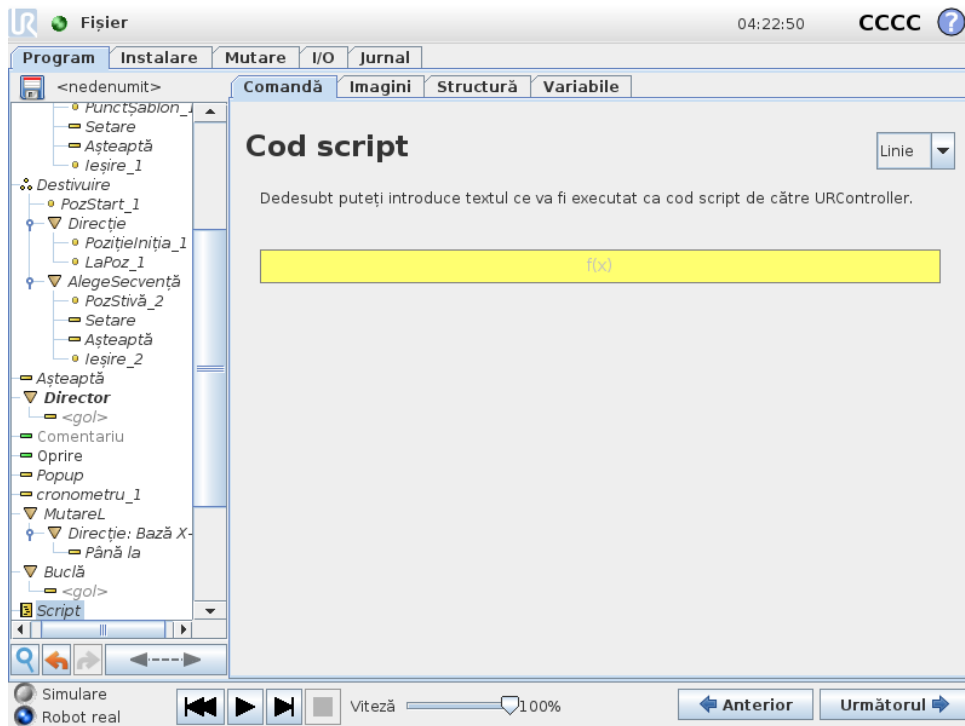 UR Fișier 04:22:50 CCCC ?
Program Instalare Mutare I/O Jurnal
<nedenumit> Comandă Imagini Structură Variabile
PunctȘablon_1
Setare
Așteaptă
Ieșire_1
Destivuire
PozStart_1
Direcție
PozițieIniția_1
LaPoz_1
AlegeSecvență
PozStivă_2
Setare
Așteaptă
Ieșire_2
Așteaptă
Director
<gol>
Comentariu
Oprire
Popup
cronometru_1
MutareL
Direcție: Bază X-
Până la
Buclă
<gol>
Script
Cod script
Linie
Dedesubt puteți introduce textul ce va fi executat ca cod script de către URController.
f(x)
Simulare
Robot real
Viteză 100%
Anterior Următorul